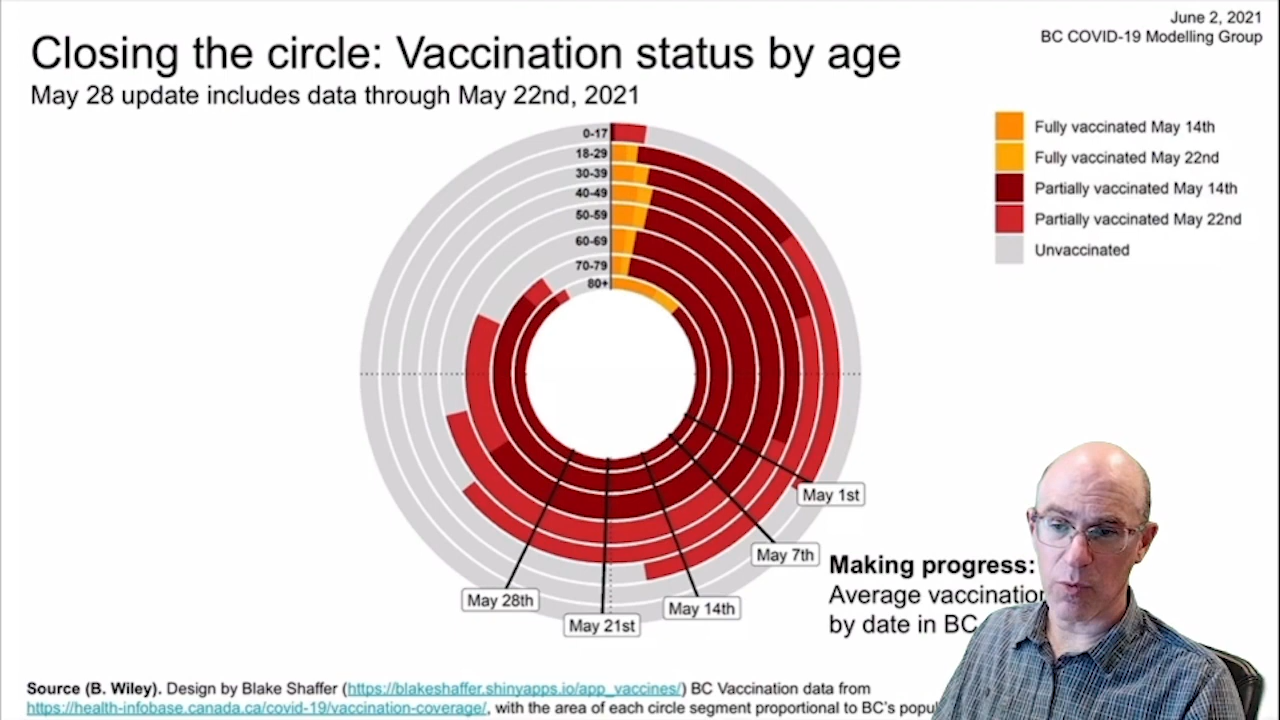 June 2, 2021
BC COVID-19 Modelling Group
Closing the circle: Vaccination status by age
May 28 update includes data through May 22nd, 2021
Fully vaccinated May 14th
Fully vaccinated May 22nd
Partially vaccinated May 14th
Partially vaccinated May 22nd
Unvaccinated
0-17
18-29
30-39
40-49
50-59
60-69
70-79
80+
May 1st
May 7th
May 14th
May 21st
May 28th
Making progress:
Average vaccination
by date in BC
Source (B. Wiley). Design by Blake Shaffer (https://blakeshaffer.shinyapps.io/app_vaccines/) BC Vaccination data from
https://health-infobase.canada.ca/covid-19/vaccination-coverage/, with the area of each circle segment proportional to BC's